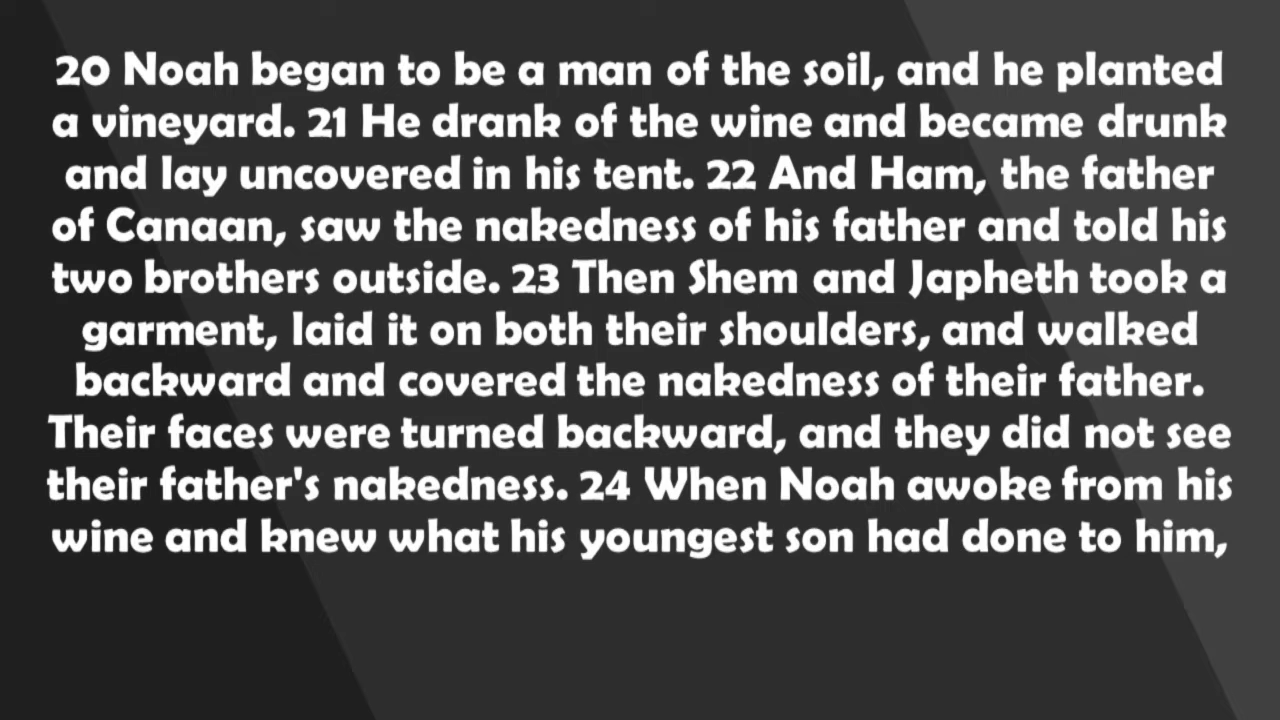 20 Noah began to be a man of the soil, and he planted
a vineyard. 21 He drank of the wine and became drunk
and lay uncovered in his tent. 22 And Ham, the father
of Canaan, saw the nakedness of his father and told his
two brothers outside. 23 Then Shem and Japheth took a
garment, laid it on both their shoulders, and walked
backward and covered the nakedness of their father.
Their faces were turned backward, and they did not see
their father's nakedness. 24 When Noah awoke from his
wine and knew what his youngest son had done to him,